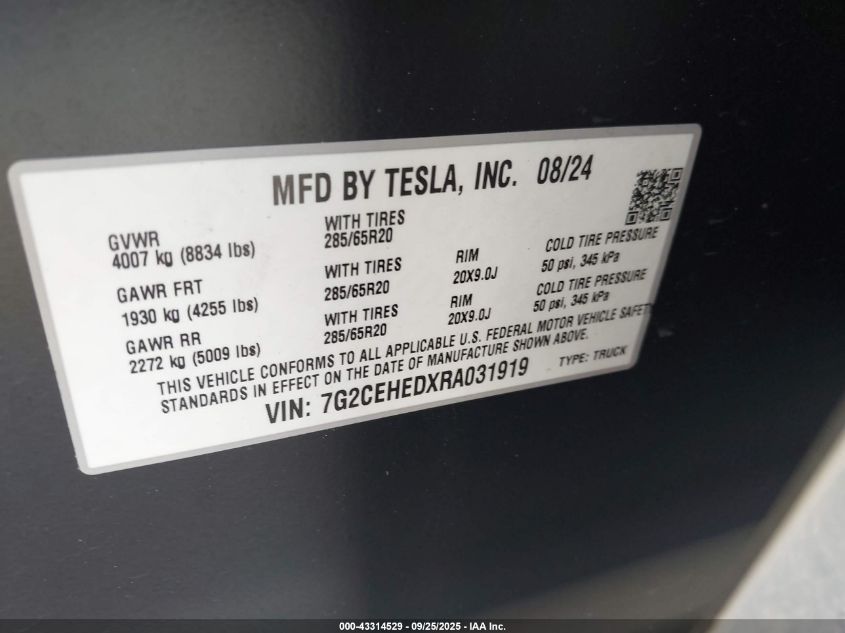 MFD BY TESLA, INC. 08/24
GVWR
4007 kg (8834 lbs)
WITH TIRES
285/65R20
GAWR FRT
1930 kg (4255 lbs)
WITH TIRES
285/65R20
RIM
20X9.0J
COLD TIRE PRESSURE
50 psi, 345 kPa
GAWR RR
2272 kg (5009 lbs)
WITH TIRES
285/65R20
RIM
20X9.0J
COLD TIRE PRESSURE
50 psi, 345 kPa
THIS VEHICLE CONFORMS TO ALL APPLICABLE U.S. FEDERAL MOTOR VEHICLE SAFETY
STANDARDS IN EFFECT ON THE DATE OF MANUFACTURE SHOWN ABOVE.
VIN: 7G2CEHEDXRA031919
TYPE: TRUCK
000-43314529 - 09/25/2025 - IAA Inc.